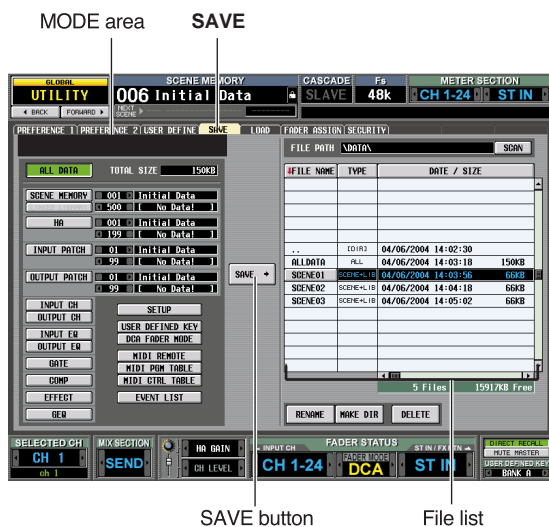 MODE area
SAVE
GLOBAL
UTILITY
BACK
FORWARD
SCENE MEMORY
006 Initial Data
NEXT SCENE
CASCADE
SLAVE
Fs
48k
METER SECTION
CH 1-24
ST IN
PREFERENCE 1
PREFERENCE 2
USER DEFINE
SAVE
LOAD
FADER ASSIGN
SECURITY
ALL DATA
TOTAL SIZE
150KB
SCENE MEMORY
001
Initial Data
500
[ No Data! ]
HA
001
Initial Data
199
[ No Data! ]
INPUT PATCH
01
Initial Data
99
[ No Data! ]
OUTPUT PATCH
01
Initial Data
99
[ No Data! ]
INPUT CH
OUTPUT CH
INPUT EQ
OUTPUT EQ
GATE
COMP
EFFECT
GEQ
SETUP
USER DEFINED KEY
DCA FADER MODE
MIDI REMOTE
MIDI PGM TABLE
MIDI CTRL TABLE
EVENT LIST
SAVE
FILE PATH
\DATA\
SCAN
FILE NAME
TYPE
DATE / SIZE
..
[DIR]
04/06/2004 14:02:30
ALLDATA
ALL
04/06/2004 14:03:18
150KB
SCENE01
SCENE+LIB
04/06/2004 14:03:56
66KB
SCENE02
SCENE+LIB
04/06/2004 14:04:18
66KB
SCENE03
SCENE+LIB
04/06/2004 14:05:02
66KB
5 Files
15917KB Free
RENAME
MAKE DIR
DELETE
SELECTED CH
CH 1
ch 1
MIX SECTION
SEND
HA GAIN
CH LEVEL
FADER STATUS
INPUT CH
CH 1-24
FADER MODE
DCA
ST IN / FX RTN
ST IN
DIRECT RECALL
MUTE MASTER
USER DEFINED KEY
BANK A
SAVE button
File list